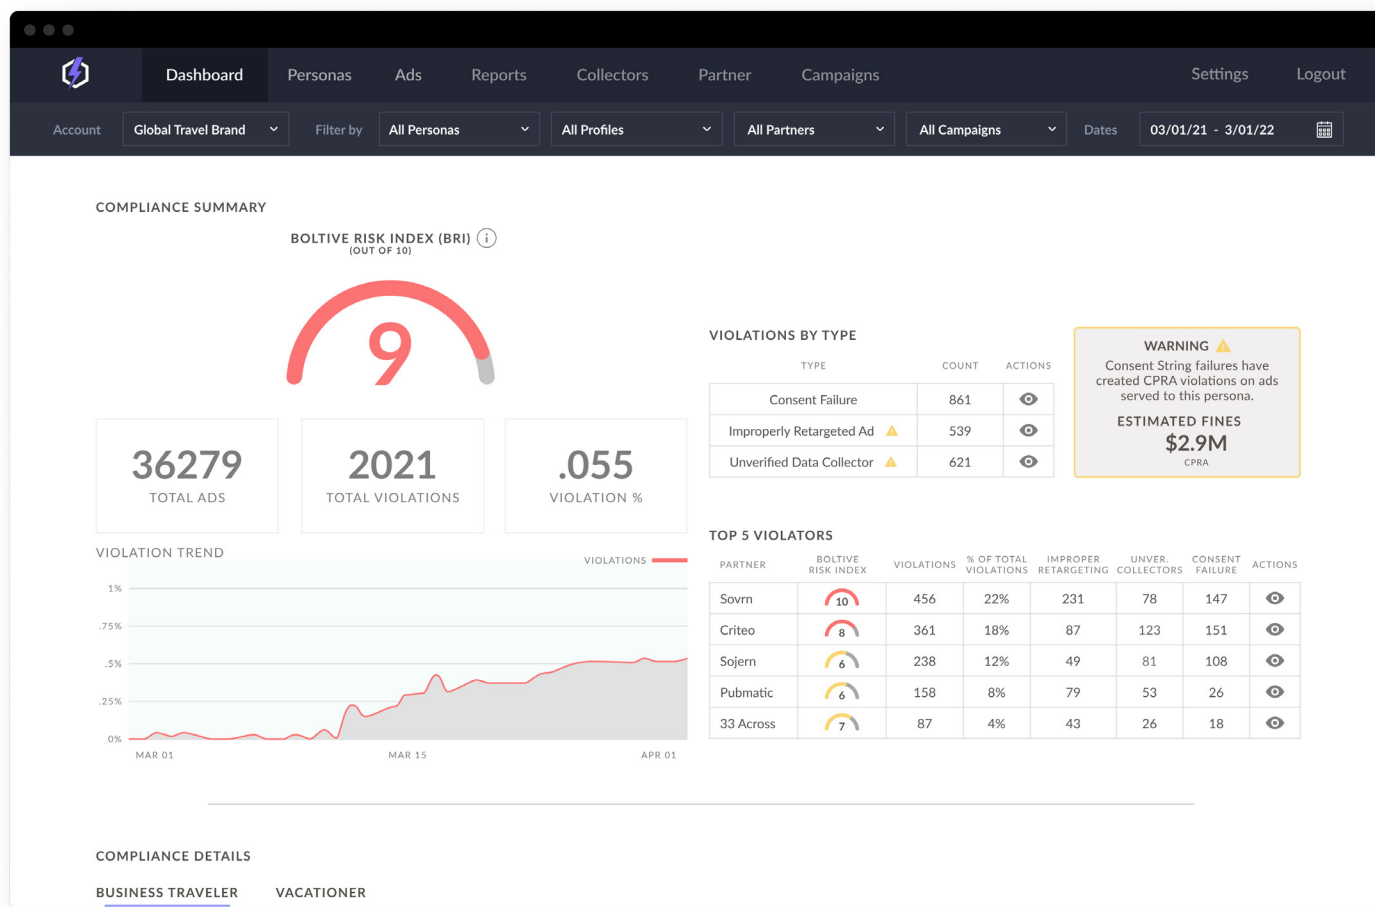 Dashboard Personas Ads Reports Collectors Partner Campaigns Settings Logout
Account Global Travel Brand Filter by All Personas All Profiles All Partners All Campaigns Dates 03/01/21 - 3/01/22
COMPLIANCE SUMMARY
BOLTIVE RISK INDEX (BRI) i
(OUT OF 10)
9
36279
TOTAL ADS
2021
TOTAL VIOLATIONS
.055
VIOLATION %
VIOLATION TREND
VIOLATIONS
1%
.75%
.5%
.25%
0%
MAR 01 MAR 15 APR 01
VIOLATIONS BY TYPE
TYPE COUNT ACTIONS
Consent Failure 861
Improperly Retargeted Ad 539
Unverified Data Collector 621
WARNING
Consent String failures have
created CPRA violations on ads
served to this persona.
ESTIMATED FINES
$2.9M
CPRA
TOP 5 VIOLATORS
PARTNER BOLTIVE RISK INDEX VIOLATIONS % OF TOTAL VIOLATIONS IMPROPER RETARGETING UNVER. COLLECTORS CONSENT FAILURE ACTIONS
Sovrn 10 456 22% 231 78 147
Criteo 8 361 18% 87 123 151
Sojern 6 238 12% 49 81 108
Pubmatic 6 158 8% 79 53 26
33 Across 7 87 4% 43 26 18
COMPLIANCE DETAILS
BUSINESS TRAVELER VACATIONER